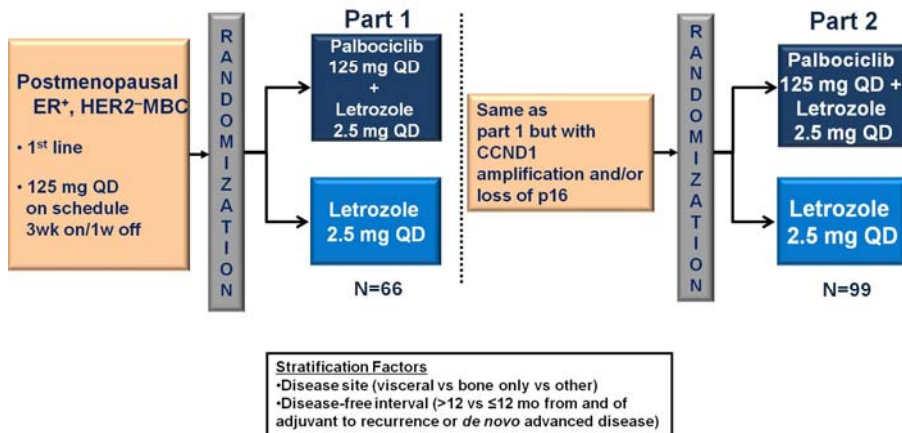 Part 1
Part 2
Postmenopausal
ER+, HER2–MBC
• 1st line
• 125 mg QD
on schedule
3wk on/1w off
RANDOMIZATION
Palbociclib
125 mg QD
+
Letrozole
2.5 mg QD
Letrozole
2.5 mg QD
N=66
Same as
part 1 but with
CCND1
amplification and/or
loss of p16
RANDOMIZATION
Palbociclib
125 mg QD +
Letrozole
2.5 mg QD
Letrozole
2.5 mg QD
N=99
Stratification Factors
•Disease site (visceral vs bone only vs other)
•Disease-free interval (>12 vs ≤12 mo from and of
adjuvant to recurrence or de novo advanced disease)